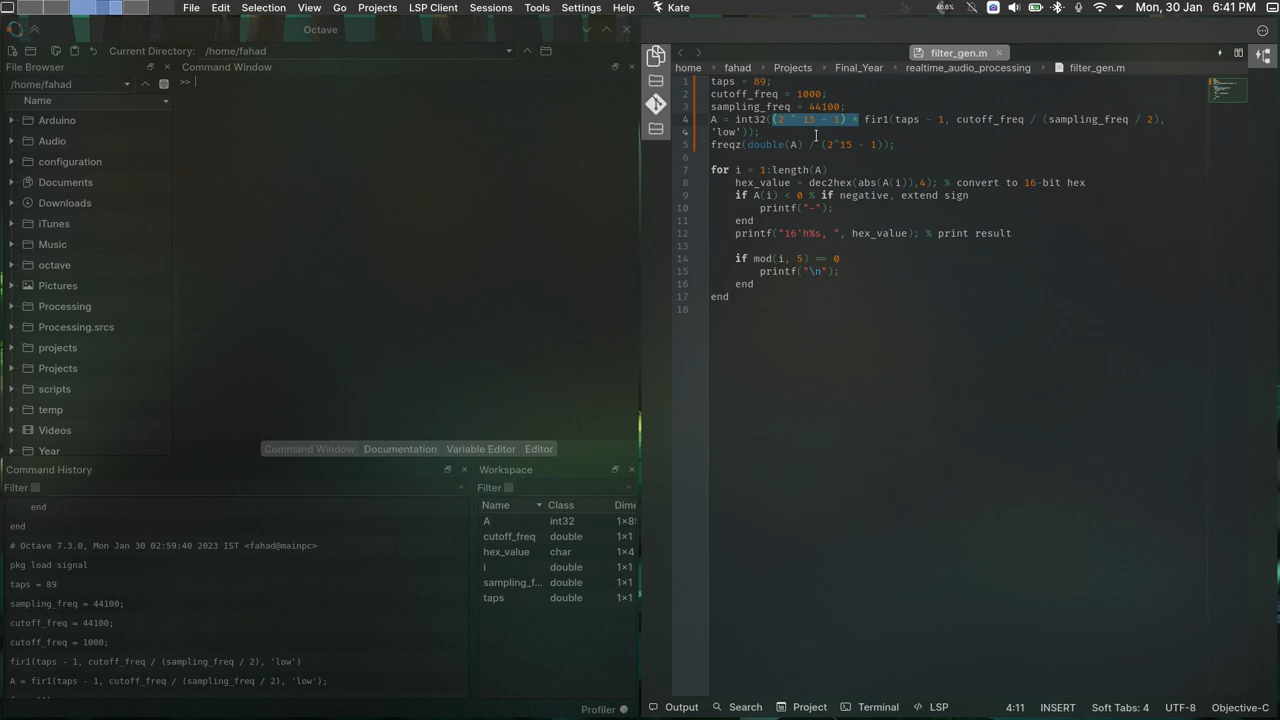 File Edit Selection View Go Projects LSP Client Sessions Tools Settings Help Kate 46.6% Mon, 30 Jan 6:41 PM
Octave
Current Directory: /home/fahad
File Browser
Command Window
/home/fahad
>>
Name
Arduino
Audio
coefficient.coe
Documents
Downloads
iTunes
Music
octave
Pictures
Processing
Processing.srcs
projects
Projects
scripts
temp
Videos
Year
Command Window Documentation Variable Editor Editor
Command History
Filter
end
end
# Octave 7.3.0, Mon Jan 30 02:59:40 2023 IST <fahad@mainpc>
pkg load signal
taps = 89
sampling_freq = 44100;
cutoff_freq = 44100;
cutoff_freq = 1000;
fir1(taps - 1, cutoff_freq / (sampling_freq / 2), 'low')
A = fir1(taps - 1, cutoff_freq / (sampling_freq / 2), 'low');
Workspace
Filter
Name Class Dime
A int32 1×89
cutoff_freq double 1×1
hex_value char 1×4
i double 1×1
sampling_f... double 1×1
taps double 1×1
Profiler
filter_gen.m
home fahad Projects Final_Year realtime_audio_processing filter_gen.m
1 taps = 89;
2 cutoff_freq = 1000;
3 sampling_freq = 44100;
4 A = int32((2 ^ 15 - 1) * fir1(taps - 1, cutoff_freq / (sampling_freq / 2),
4 'low'));
5 freqz(double(A) / (2^15 - 1));
6
7 for i = 1:length(A)
8 hex_value = dec2hex(abs(A(i)),4); % convert to 16-bit hex
9 if A(i) < 0 % if negative, extend sign
10 printf("-");
11 end
12 printf("16'h%s, ", hex_value); % print result
13
14 if mod(i, 5) == 0
15 printf("\n");
16 end
17 end
18
Output Search Project Terminal LSP 4:11 INSERT Soft Tabs: 4 UTF-8 Objective-C